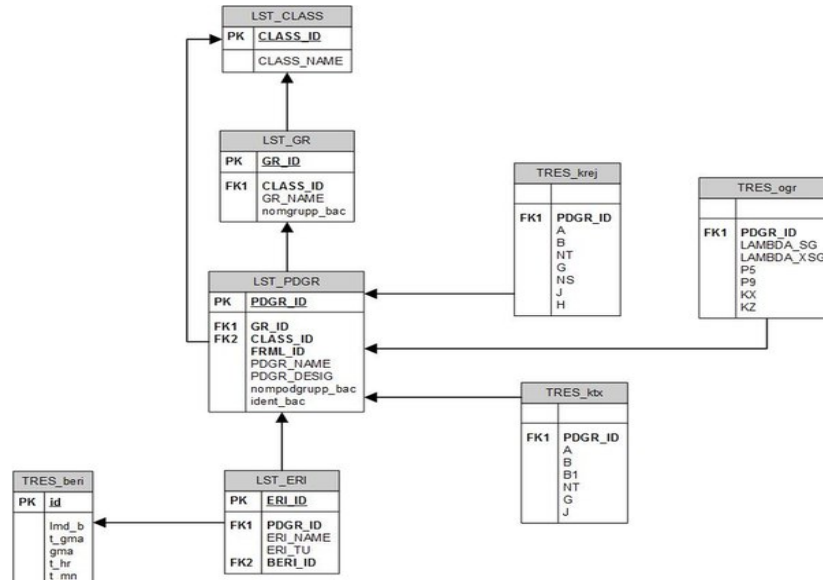 LST_CLASS
PK CLASS_ID
CLASS_NAME
LST_GR
PK GR_ID
FK1 CLASS_ID
GR_NAME
nomgrupp_bac
TRES_krej
FK1 PDGR_ID
A
B
NT
G
NS
J
H
TRES_ogr
FK1 PDGR_ID
LAMBDA_SG
LAMBDA_XSG
P5
P9
KX
KZ
LST_PDGR
PK PDGR_ID
FK1 GR_ID
FK2 CLASS_ID
FRML_ID
PDGR_NAME
PDGR_DESIG
nompodgrupp_bac
ident_bac
TRES_ktx
FK1 PDGR_ID
A
B
B1
NT
G
J
TRES_beri
PK id
lmd_b
t_gma
gma
t_hr
t_mn
LST_ERI
PK ERI_ID
FK1 PDGR_ID
ERI_NAME
ERI_TU
FK2 BERI_ID